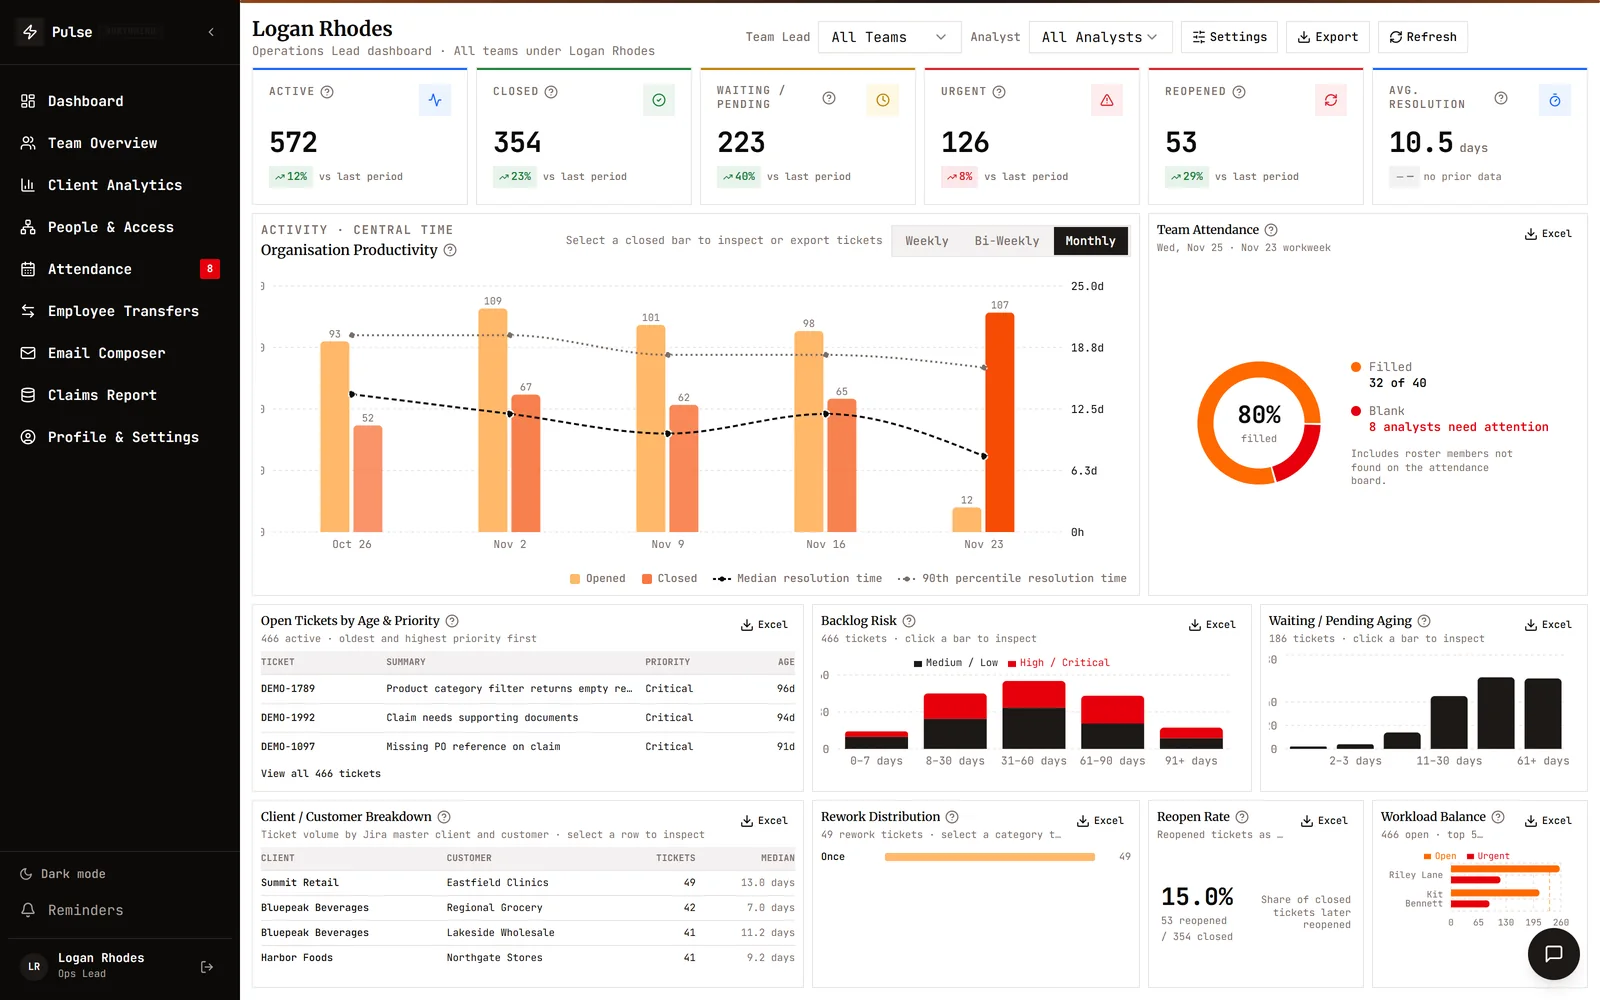 Pulse
Dashboard
Team Overview
Client Analytics
People & Access
Attendance
8
Employee Transfers
Email Composer
Claims Report
Profile & Settings
Dark mode
Reminders
LR
Logan Rhodes
Ops Lead
Logan Rhodes
Operations Lead dashboard · All teams under Logan Rhodes
Team Lead
All Teams
Analyst
All Analysts
Settings
Export
Refresh
ACTIVE
572
12% vs last period
CLOSED
354
23% vs last period
WAITING /
PENDING
223
40% vs last period
URGENT
126
8% vs last period
REOPENED
53
29% vs last period
AVG.
RESOLUTION
10.5 days
— — no prior data
ACTIVITY · CENTRAL TIME
Organisation Productivity
Select a closed bar to inspect or export tickets
Weekly
Bi-Weekly
Monthly
25.0d
18.8d
12.5d
6.3d
0h
93
52
109
67
101
62
98
65
12
107
Oct 26
Nov 2
Nov 9
Nov 16
Nov 23
Opened
Closed
Median resolution time
90th percentile resolution time
Team Attendance
Wed, Nov 25 · Nov 23 workweek
Excel
80%
filled
Filled
32 of 40
Blank
8 analysts need attention
Includes roster members not
found on the attendance
board.
Open Tickets by Age & Priority
466 active · oldest and highest priority first
Excel
TICKET SUMMARY PRIORITY AGE
DEMO-1789 Product category filter returns empty re… Critical 96d
DEMO-1992 Claim needs supporting documents Critical 94d
DEMO-1097 Missing PO reference on claim Critical 91d
View all 466 tickets
Backlog Risk
466 tickets · click a bar to inspect
Excel
Medium / Low
High / Critical
0
0-7 days
8-30 days
31-60 days
61-90 days
91+ days
Waiting / Pending Aging
186 tickets · click a bar to inspect
Excel
0
2-3 days
11-30 days
61+ days
Client / Customer Breakdown
Ticket volume by Jira master client and customer · select a row to inspect
Excel
CLIENT CUSTOMER TICKETS MEDIAN
Summit Retail Eastfield Clinics 49 13.0 days
Bluepeak Beverages Regional Grocery 42 7.0 days
Bluepeak Beverages Lakeside Wholesale 41 11.2 days
Harbor Foods Northgate Stores 41 9.2 days
Rework Distribution
49 rework tickets · select a category t…
Excel
Once
49
Reopen Rate
Reopened tickets as …
Excel
15.0%
53 reopened
/ 354 closed
Share of closed
tickets later
reopened
Workload Balance
466 open · top 5…
Excel
Open
Urgent
Riley Lane
Kit
Bennett
0 65 130 195 260